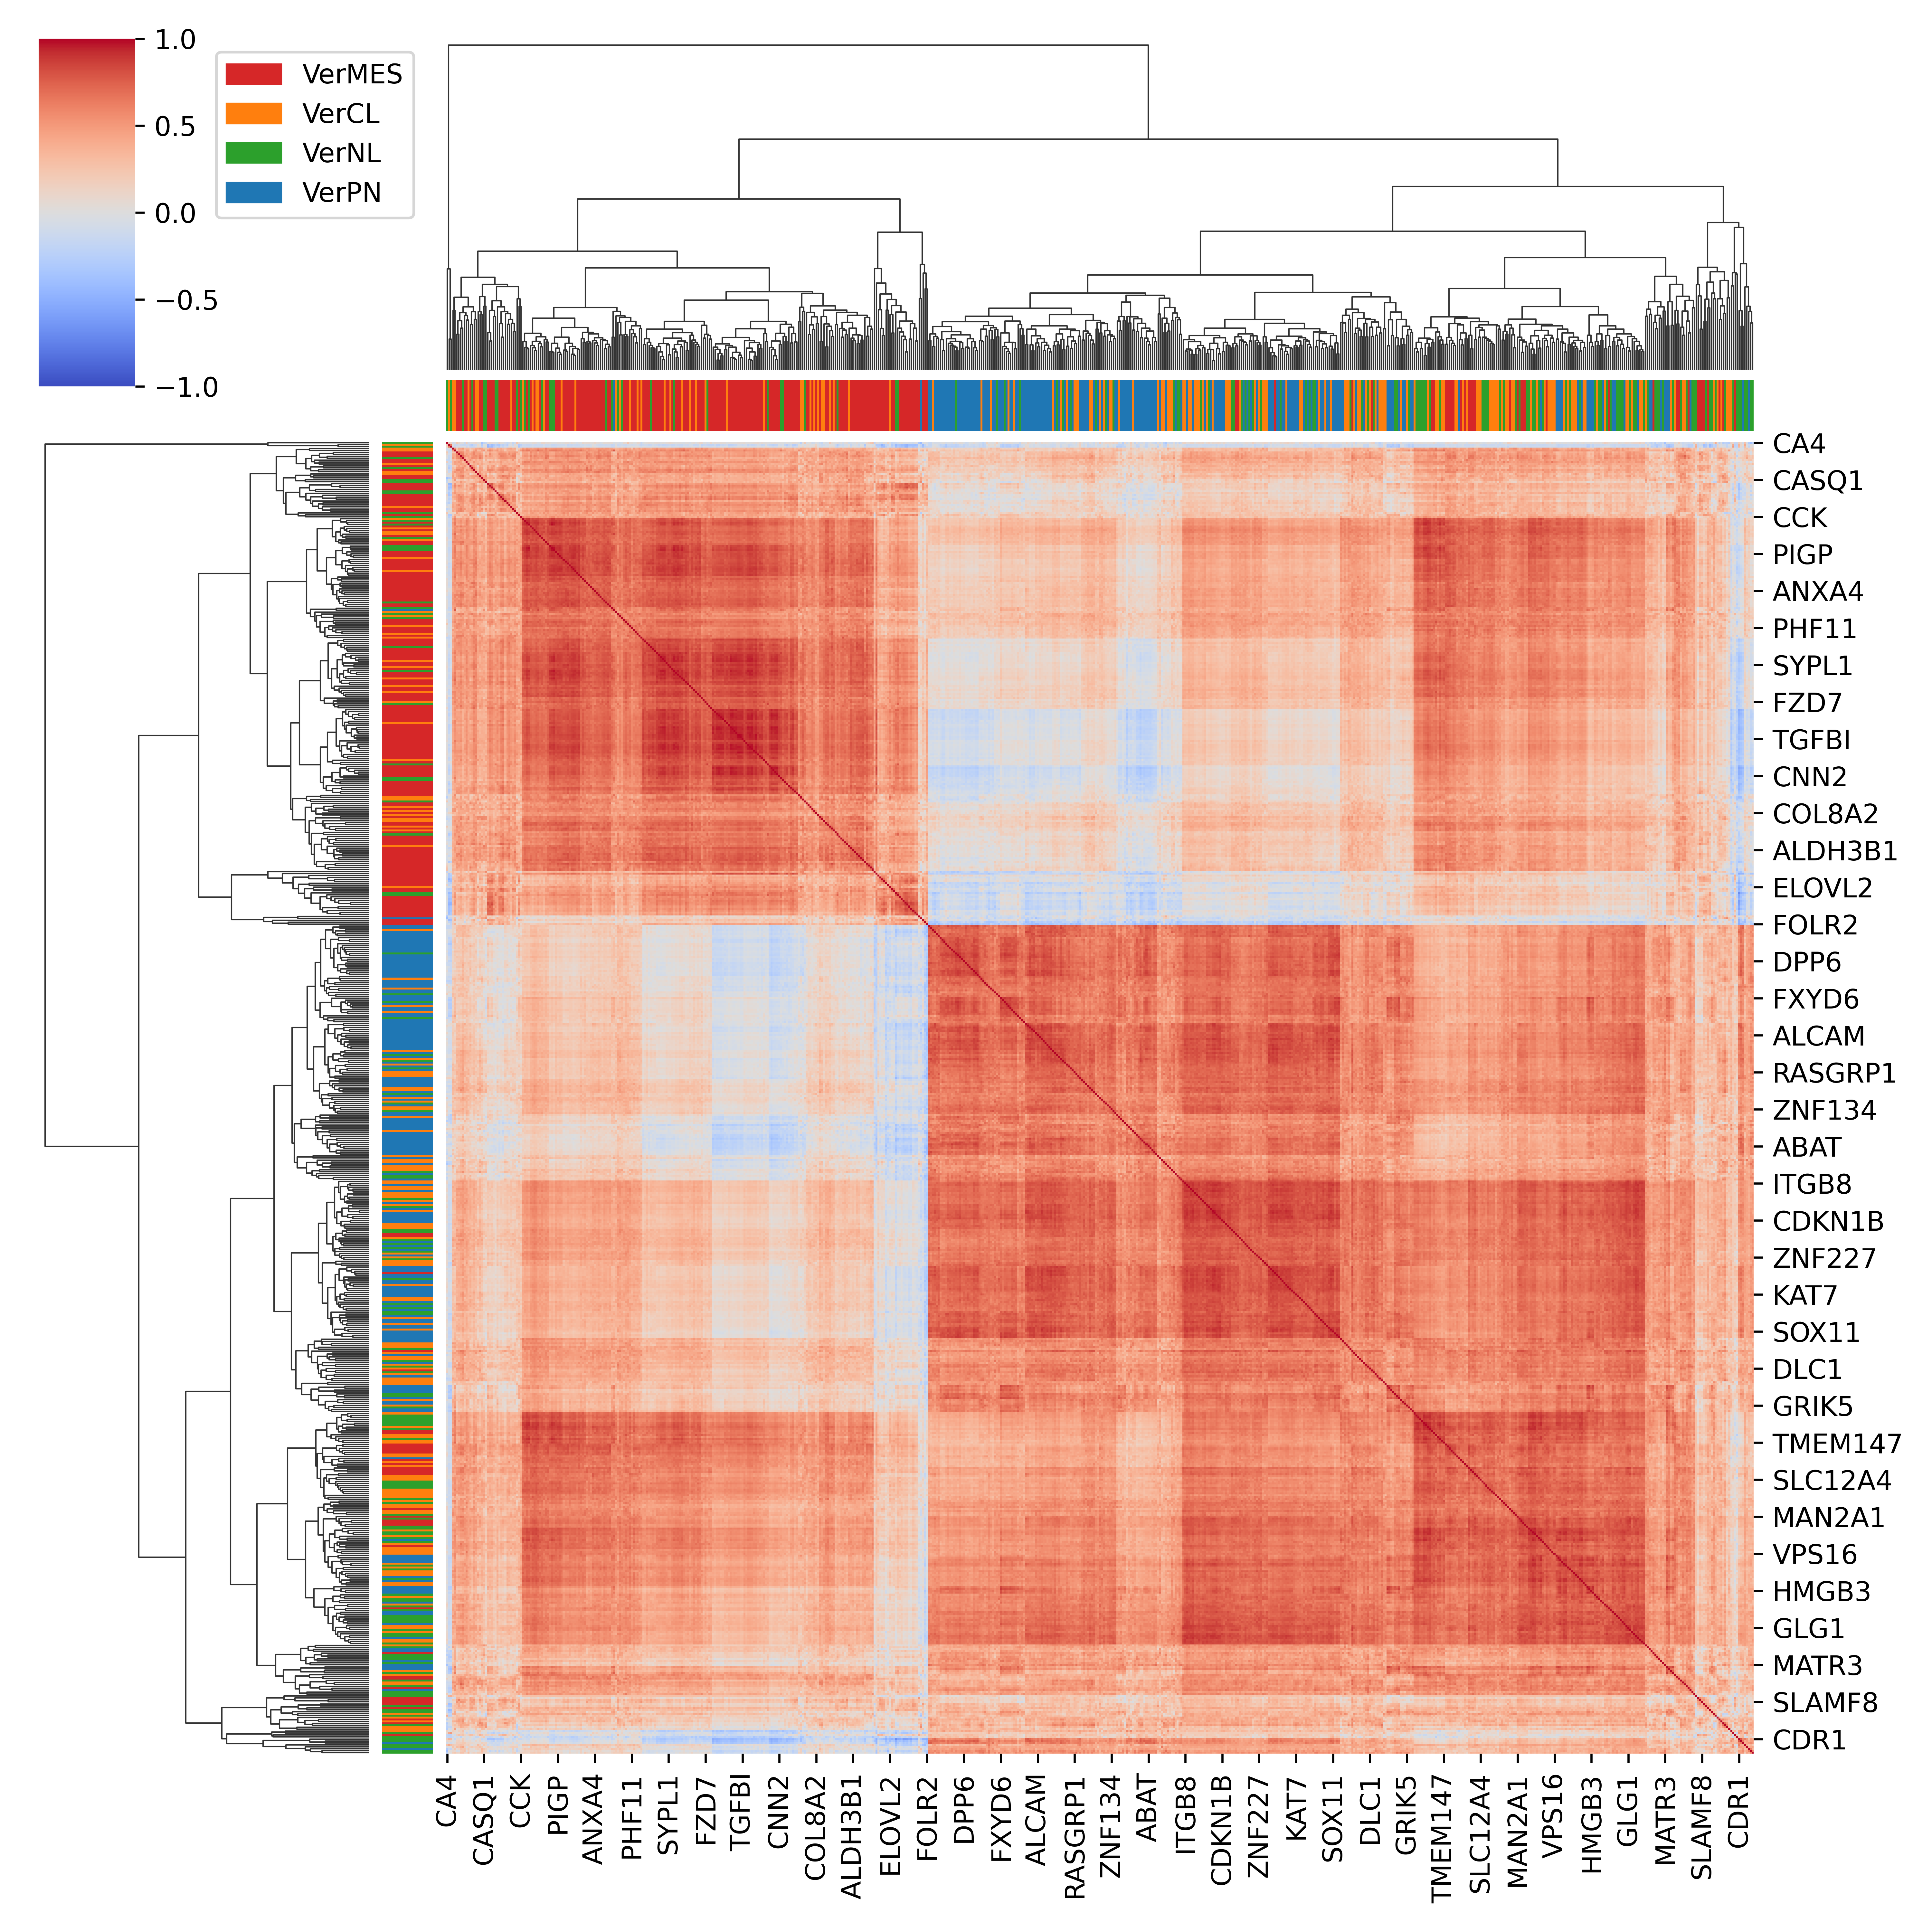 1.0
0.5
0.0
−0.5
−1.0
VerMES
VerCL
VerNL
VerPN
CA4
CASQ1
CCK
PIGP
ANXA4
PHF11
SYPL1
FZD7
TGFBI
CNN2
COL8A2
ALDH3B1
ELOVL2
FOLR2
DPP6
FXYD6
ALCAM
RASGRP1
ZNF134
ABAT
ITGB8
CDKN1B
ZNF227
KAT7
SOX11
DLC1
GRIK5
TMEM147
SLC12A4
MAN2A1
VPS16
HMGB3
GLG1
MATR3
SLAMF8
CDR1
CA4
CASQ1
CCK
PIGP
ANXA4
PHF11
SYPL1
FZD7
TGFBI
CNN2
COL8A2
ALDH3B1
ELOVL2
FOLR2
DPP6
FXYD6
ALCAM
RASGRP1
ZNF134
ABAT
ITGB8
CDKN1B
ZNF227
KAT7
SOX11
DLC1
GRIK5
TMEM147
SLC12A4
MAN2A1
VPS16
HMGB3
GLG1
MATR3
SLAMF8
CDR1